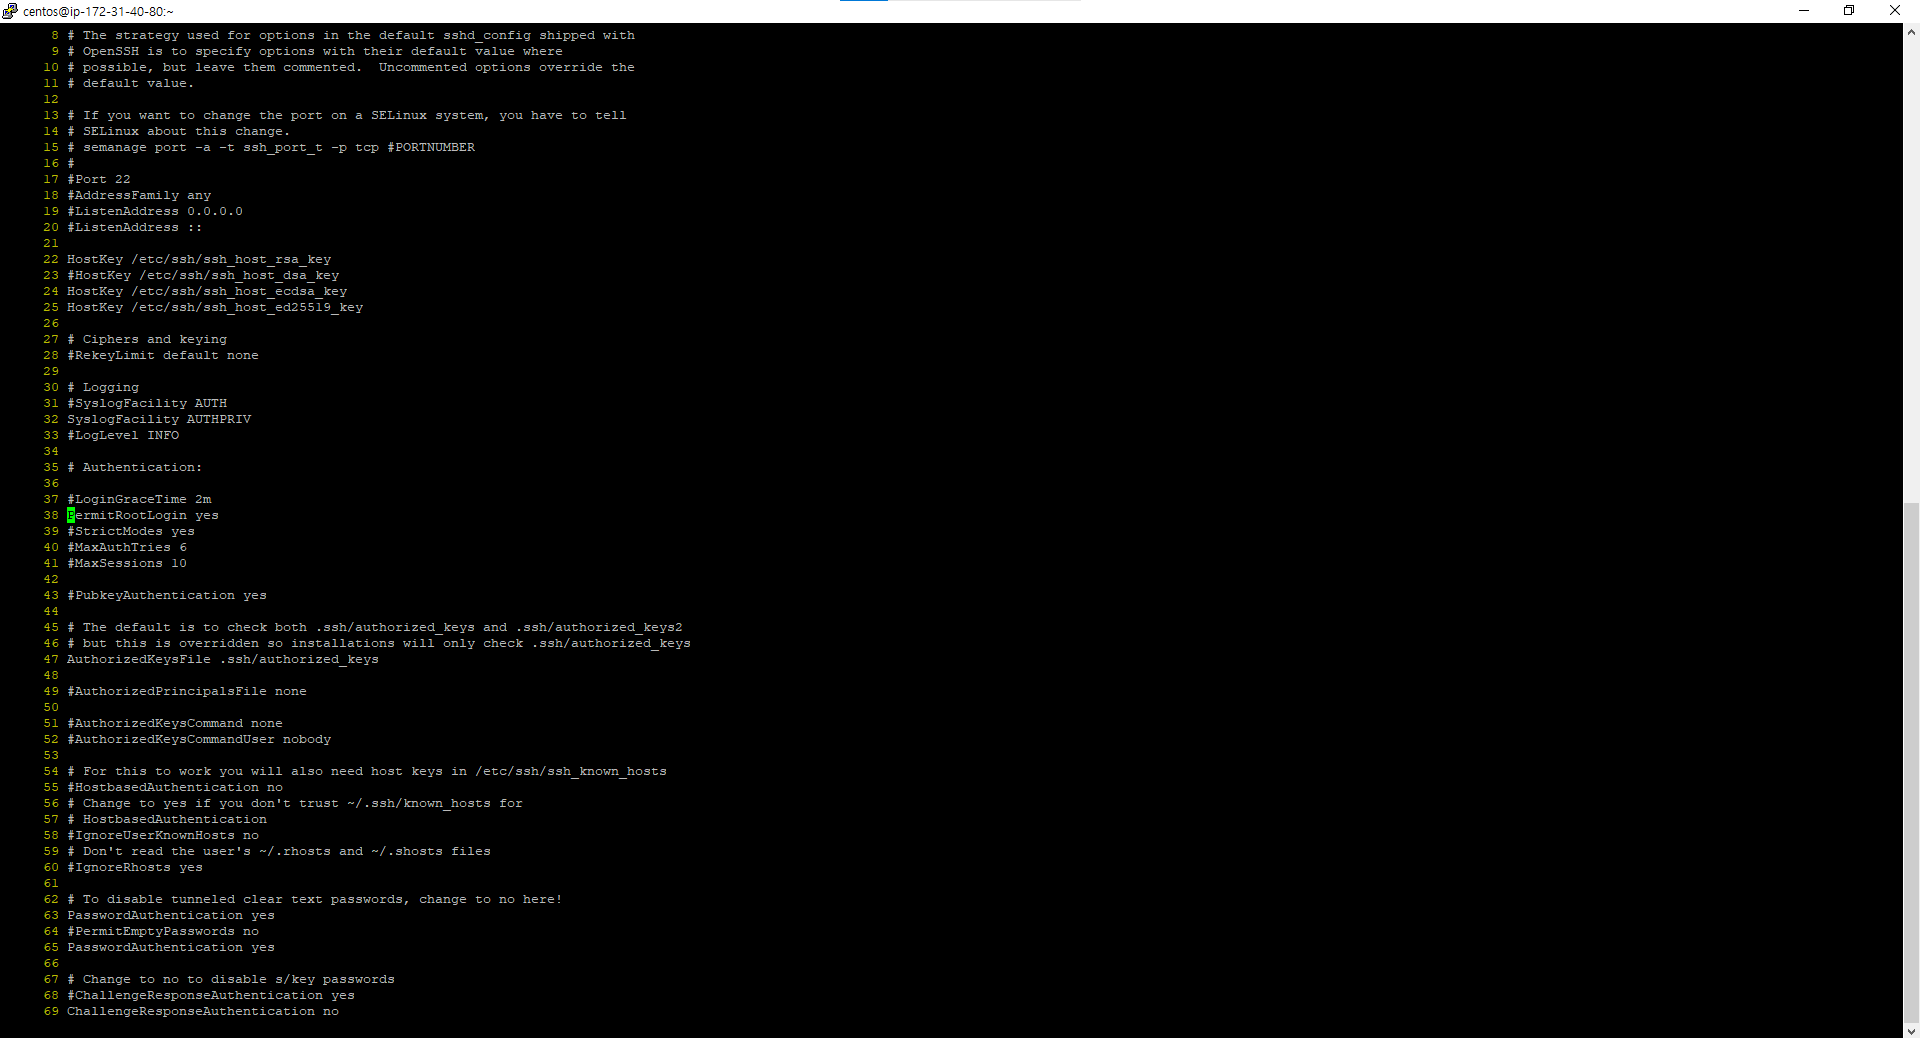 centos@ip-172-31-40-80:~
8 # The strategy used for options in the default sshd_config shipped with
9 # OpenSSH is to specify options with their default value where
10 # possible, but leave them commented.  Uncommented options override the
11 # default value.
12
13 # If you want to change the port on a SELinux system, you have to tell
14 # SELinux about this change.
15 # semanage port -a -t ssh_port_t -p tcp #PORTNUMBER
16 #
17 #Port 22
18 #AddressFamily any
19 #ListenAddress 0.0.0.0
20 #ListenAddress ::
21
22 HostKey /etc/ssh/ssh_host_rsa_key
23 #HostKey /etc/ssh/ssh_host_dsa_key
24 HostKey /etc/ssh/ssh_host_ecdsa_key
25 HostKey /etc/ssh/ssh_host_ed25519_key
26
27 # Ciphers and keying
28 #RekeyLimit default none
29
30 # Logging
31 #SyslogFacility AUTH
32 SyslogFacility AUTHPRIV
33 #LogLevel INFO
34
35 # Authentication:
36
37 #LoginGraceTime 2m
38 PermitRootLogin yes
39 #StrictModes yes
40 #MaxAuthTries 6
41 #MaxSessions 10
42
43 #PubkeyAuthentication yes
44
45 # The default is to check both .ssh/authorized_keys and .ssh/authorized_keys2
46 # but this is overridden so installations will only check .ssh/authorized_keys
47 AuthorizedKeysFile .ssh/authorized_keys
48
49 #AuthorizedPrincipalsFile none
50
51 #AuthorizedKeysCommand none
52 #AuthorizedKeysCommandUser nobody
53
54 # For this to work you will also need host keys in /etc/ssh/ssh_known_hosts
55 #HostbasedAuthentication no
56 # Change to yes if you don't trust ~/.ssh/known_hosts for
57 # HostbasedAuthentication
58 #IgnoreUserKnownHosts no
59 # Don't read the user's ~/.rhosts and ~/.shosts files
60 #IgnoreRhosts yes
61
62 # To disable tunneled clear text passwords, change to no here!
63 PasswordAuthentication yes
64 #PermitEmptyPasswords no
65 PasswordAuthentication yes
66
67 # Change to no to disable s/key passwords
68 #ChallengeResponseAuthentication yes
69 ChallengeResponseAuthentication no